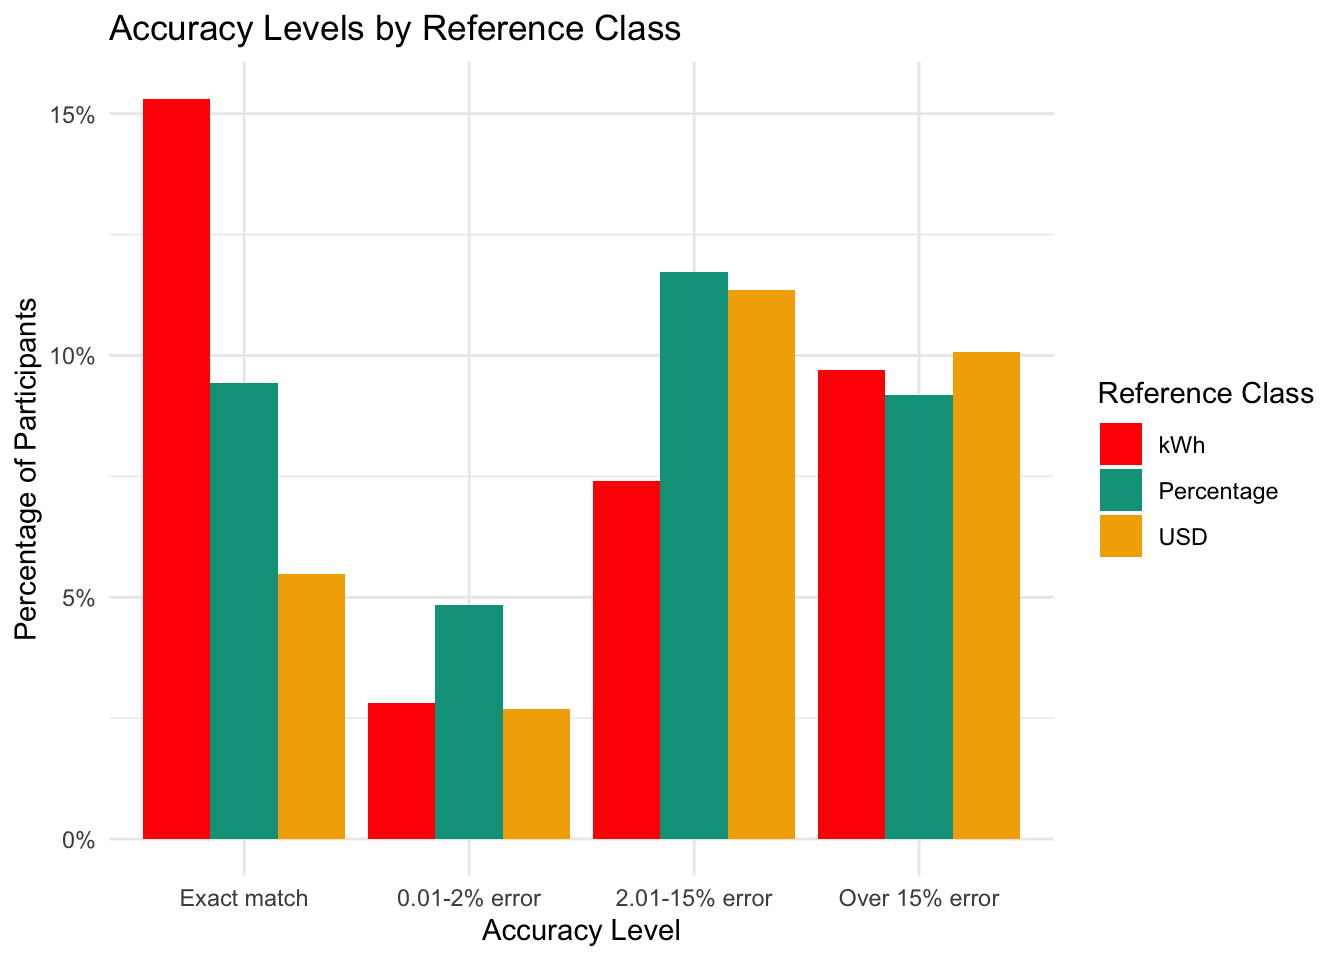 Accuracy Levels by Reference Class
Percentage of Participants
15%
10%
5%
0%
Exact match
0.01-2% error
2.01-15% error
Over 15% error
Accuracy Level
Reference Class
kWh
Percentage
USD